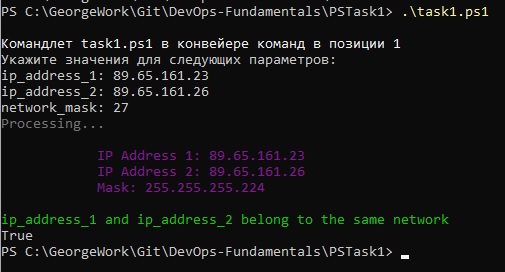 PS C:\GeorgeWork\Git\DevOps-Fundamentals\PSTask1> .\task1.ps1
Командлет task1.ps1 в конвейере команд в позиции 1
Укажите значения для следующих параметров:
ip_address_1: 89.65.161.23
ip_address_2: 89.65.161.26
network_mask: 27
Processing...
IP Address 1: 89.65.161.23
IP Address 2: 89.65.161.26
Mask: 255.255.255.224
ip_address_1 and ip_address_2 belong to the same network
True
PS C:\GeorgeWork\Git\DevOps-Fundamentals\PSTask1>